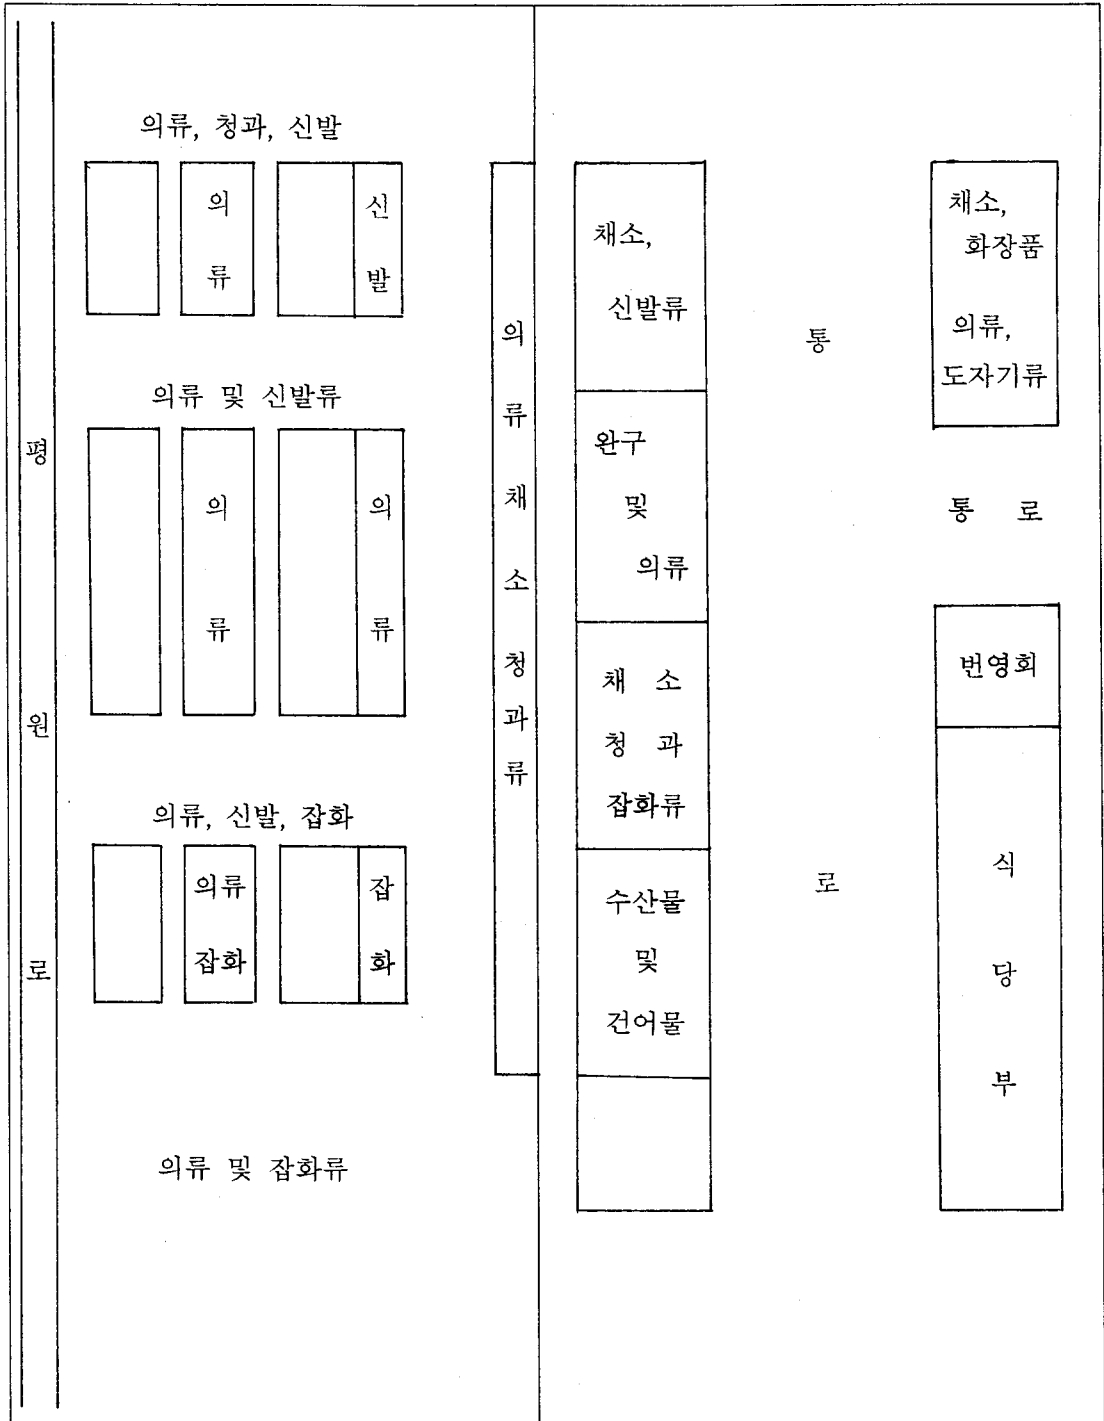 평원로
의류, 청과, 신발
의류
신발
의류 및 신발류
의류
의류
의류, 신발, 잡화
의류
잡화
잡화
의류 및 잡화류
의류채소청과류
채소,
신발류
완구
및
의류
채 소
청 과
잡화류
수산물
및
건어물
통로
채소,
화장품
의류,
도자기류
통 로
번영회
식당부